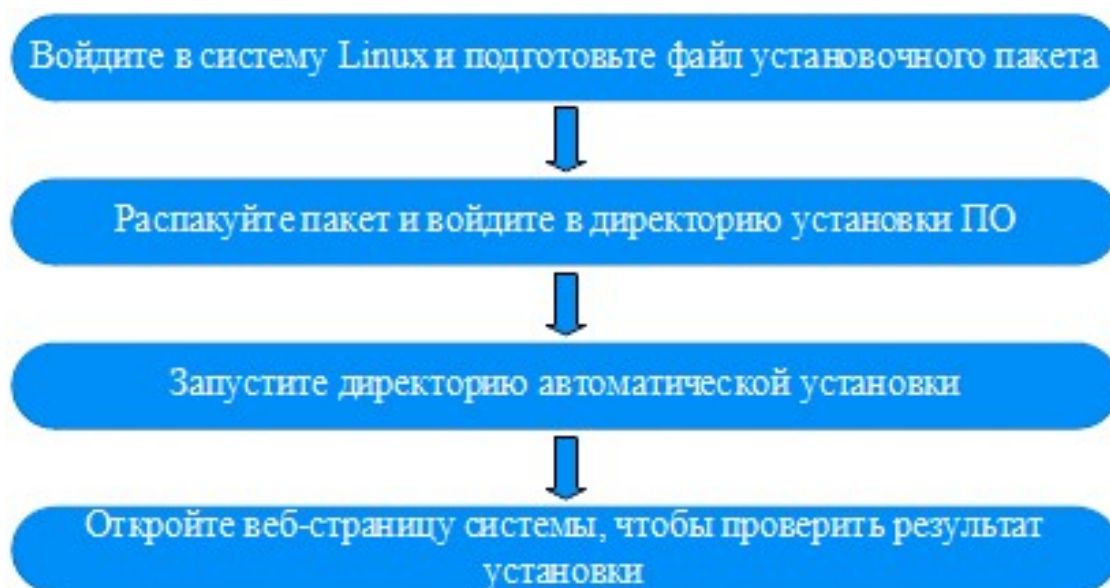 Войдите в систему Linux и подготовьте файл установочного пакета
Распакуйте пакет и войдите в директорию установки ПО
Запустите директорию автоматической установки
Откройте веб-страницу системы, чтобы проверить результат
установки